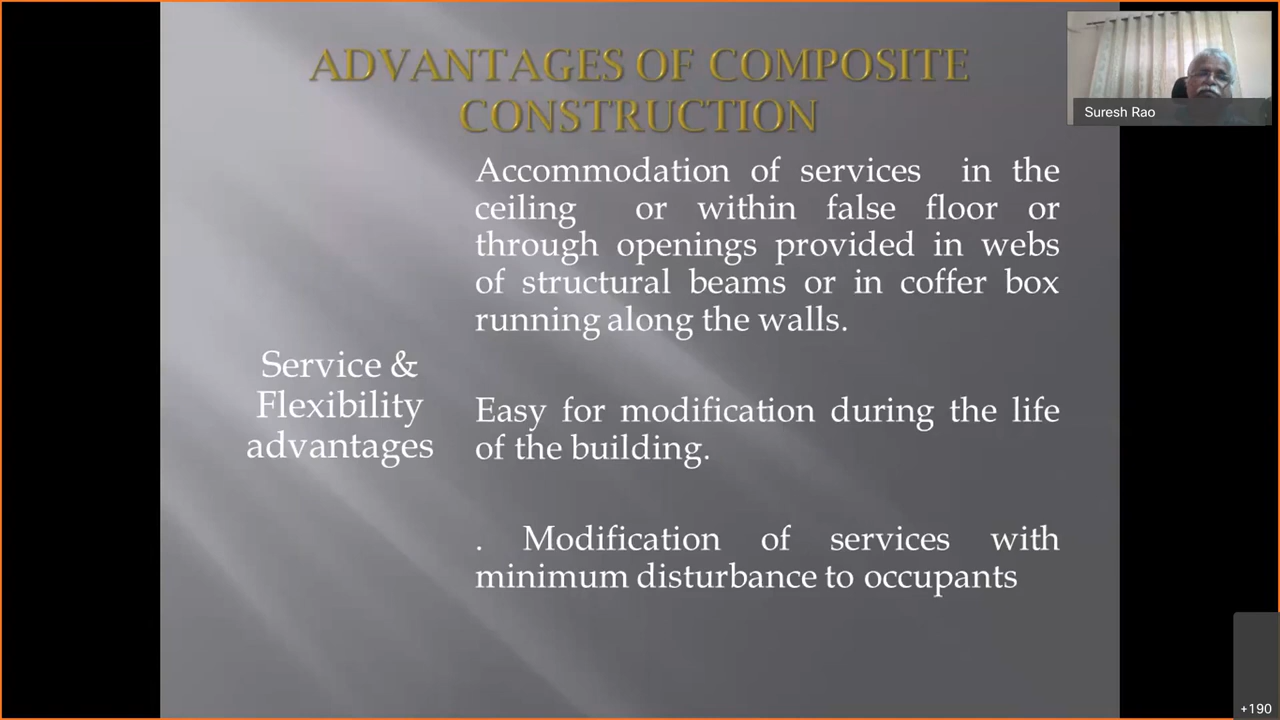 ADVANTAGES OF COMPOSITE
CONSTRUCTION
Suresh Rao
Accommodation of services in the
ceiling or within false floor or
through openings provided in webs
of structural beams or in coffer box
running along the walls.
Service &
Flexibility
advantages
Easy for modification during the life
of the building.
. Modification of services with
minimum disturbance to occupants
+190